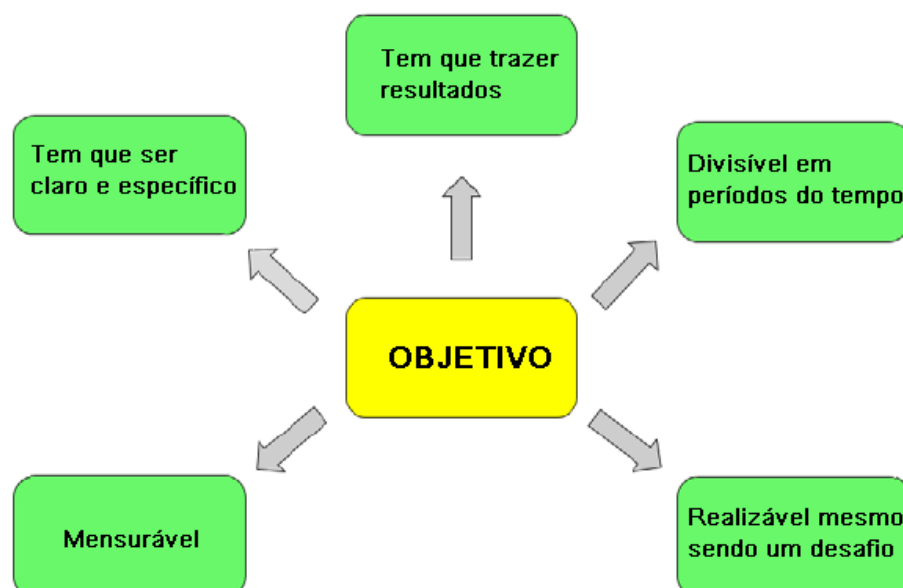 Tem que trazer
resultados
Tem que ser
claro e específico
Divisível em
períodos do tempo
OBJETIVO
Mensurável
Realizável mesmo
sendo um desafio